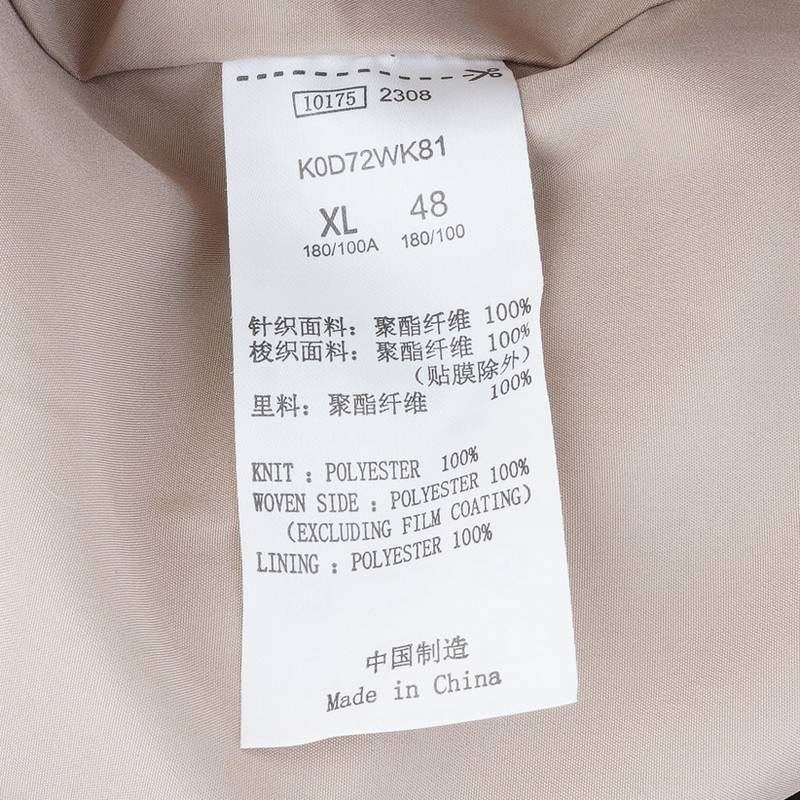 10175 2308
K0D72WK81
XL 48
180/100A 180/100
针织面料：聚酯纤维 100%
梭织面料：聚酯纤维 100%
（贴膜除外）
里料：聚酯纤维 100%
KNIT : POLYESTER 100%
WOVEN SIDE : POLYESTER 100%
(EXCLUDING FILM COATING)
LINING : POLYESTER 100%
中国制造
Made in China